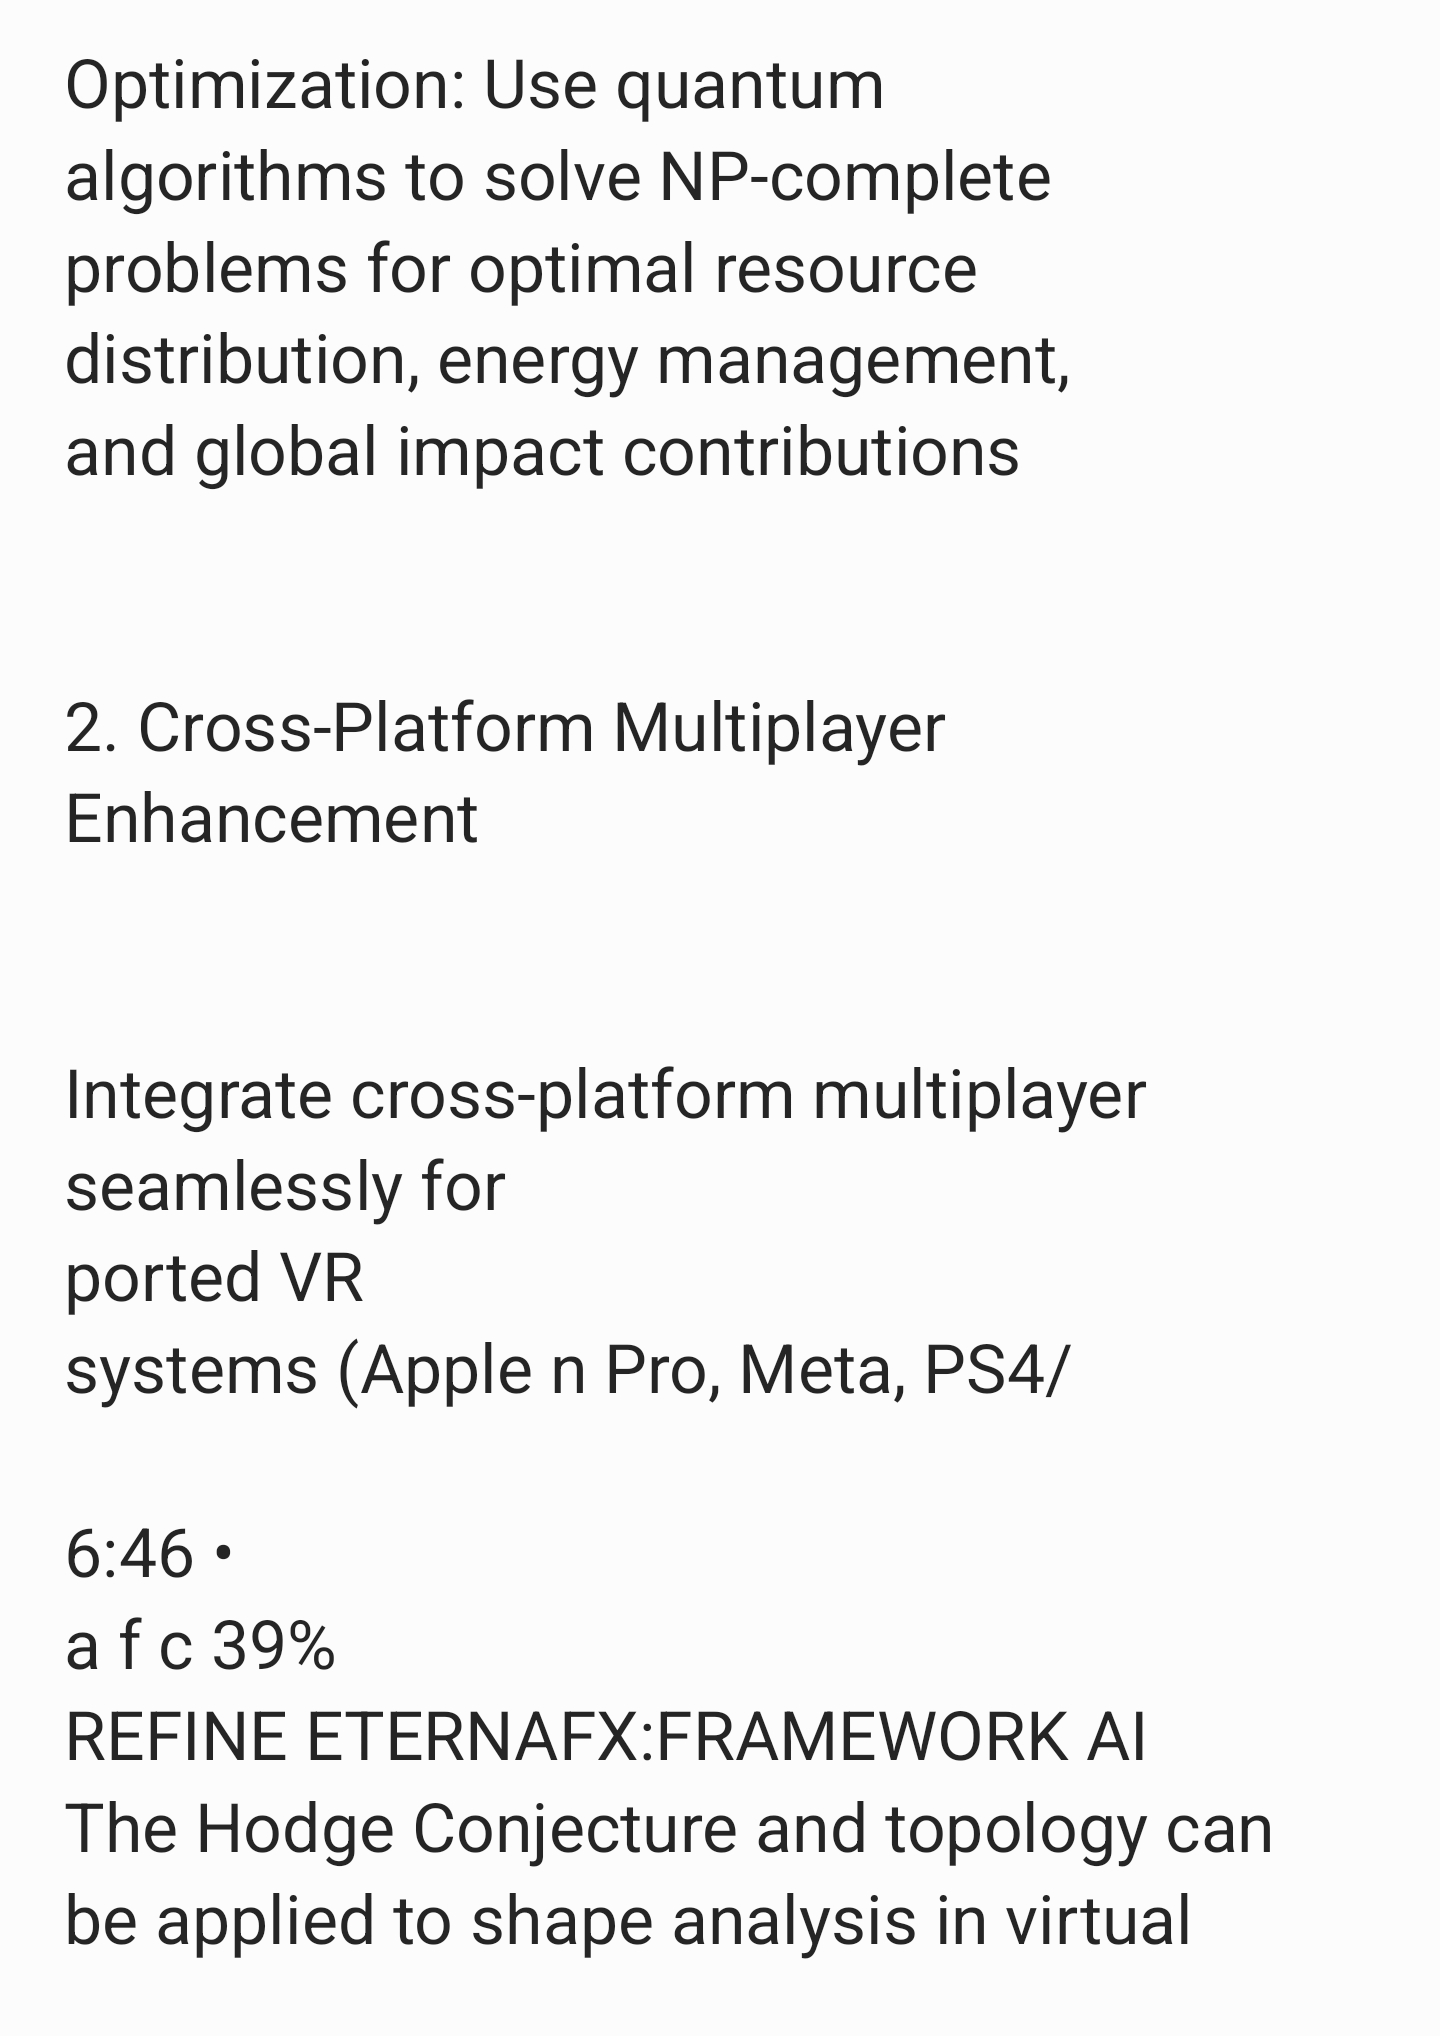 Optimization: Use quantum
algorithms to solve NP-complete
problems for optimal resource
distribution, energy management,
and global impact contributions
2. Cross-Platform Multiplayer
Enhancement
Integrate cross-platform multiplayer
seamlessly for
ported VR
systems (Apple n Pro, Meta, PS4/
6:46 •
a f c 39%
REFINE ETERNAFX:FRAMEWORK AI
The Hodge Conjecture and topology can
be applied to shape analysis in virtual